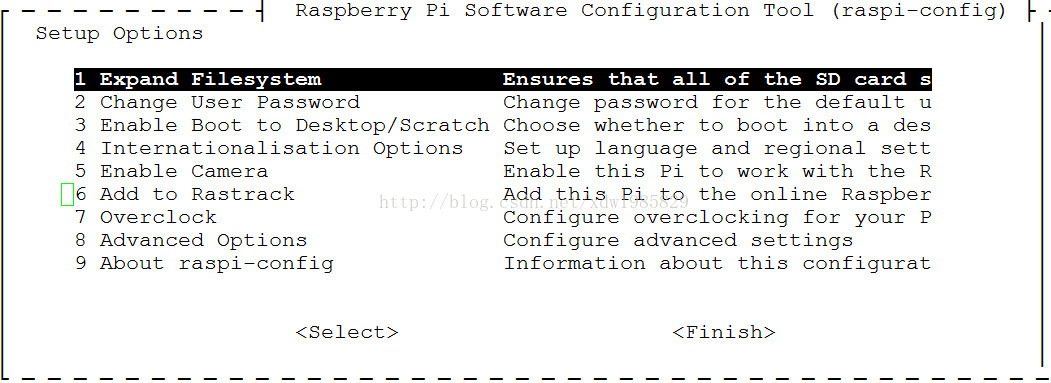 Raspberry Pi Software Configuration Tool (raspi-config)
Setup Options
1 Expand Filesystem Ensures that all of the SD card s
2 Change User Password Change password for the default u
3 Enable Boot to Desktop/Scratch Choose whether to boot into a des
4 Internationalisation Options Set up language and regional sett
5 Enable Camera Enable this Pi to work with the R
6 Add to Rastrack Add this Pi to the online Raspber
http://blog.csdn.net/xdw1985829
7 Overclock Configure overclocking for your P
8 Advanced Options Configure advanced settings
9 About raspi-config Information about this configurat
<Select> <Finish>